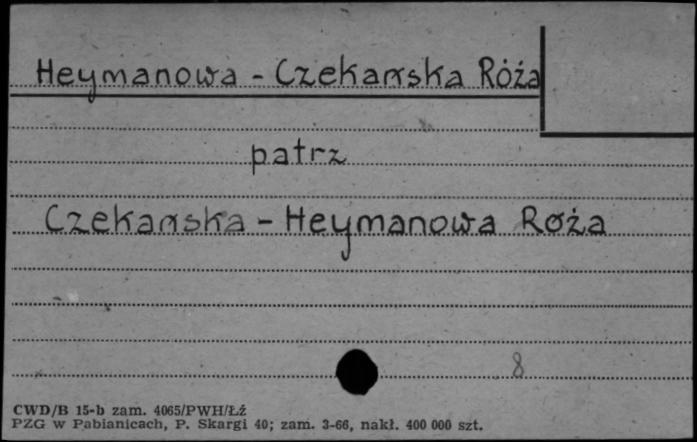 Heymanowa - Czekańska Róża
patrz
Czekańska - Heymanowa Róża
8
CWD/B 15-b zam. 4065/PWH/Łź
PZG w Pabianicach, P. Skargi 40; zam. 3-66, nakł. 400 000 szt.